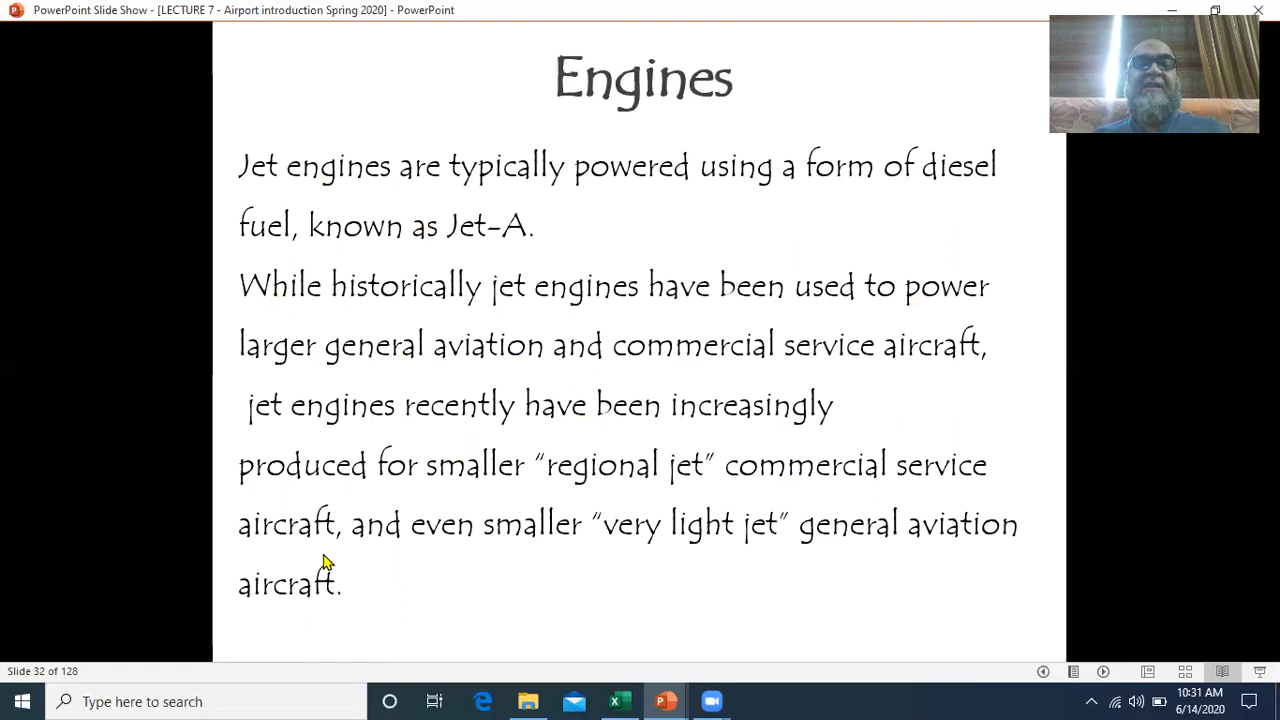 PowerPoint Slide Show - [LECTURE 7 - Airport introduction Spring 2020] - PowerPoint
Engines
Jet engines are typically powered using a form of diesel
fuel, known as Jet-A.
While historically jet engines have been used to power
larger general aviation and commercial service aircraft,
jet engines recently have been increasingly
produced for smaller “regional jet” commercial service
aircraft, and even smaller “very light jet” general aviation
aircraft.
Slide 32 of 128
Type here to search
10:31 AM
6/14/2020